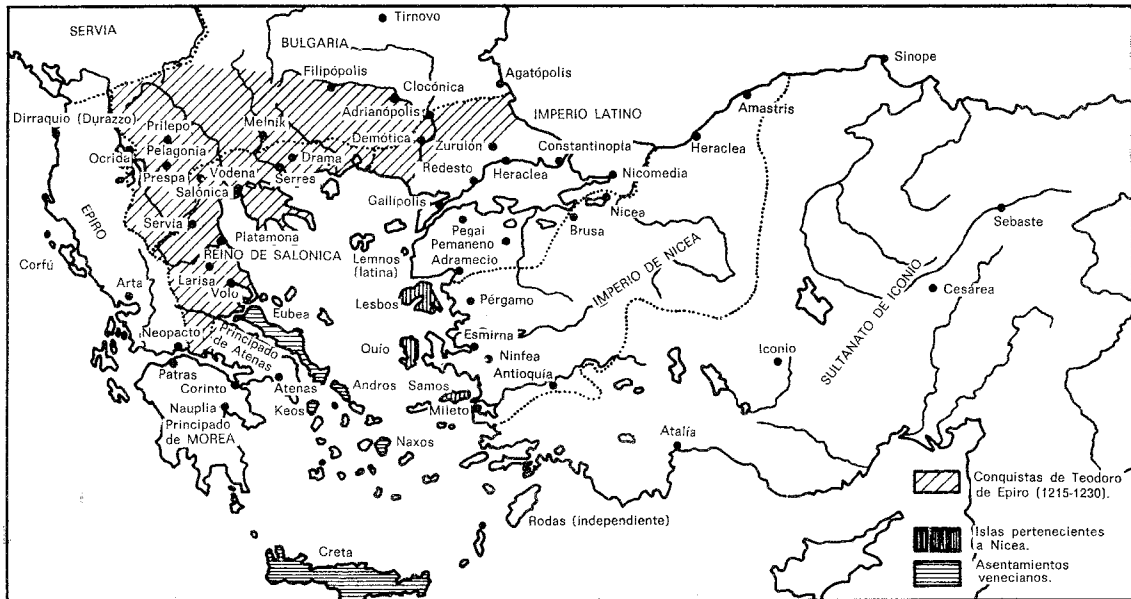 SERVIA
Tirnovo
BULGARIA
Sinope
Filipópolis
Clocónica
Agatópolis
Amastris
Dirraquio (Durazzo)
Adrianópolis
IMPERIO LATINO
Prilepo
Melnik
Demótica
Zurulón
Constantinopla
Heraclea
Ocrida
Pelagonia
Drama
Redesto
Heraclea
Nicomedia
Prespa
Vodena
Serres
Salónica
Gallípolis
Nicea
Sebaste
EPIRO
Servia
Platamona
Pegai
Brusa
Pemaneno
REINO DE SALONICA
Lemnos
(latina)
Adramecio
IMPERIO DE NICEA
SULTANATO DE ICONIO
Corfú
Arta
Larisa
Volo
Lesbos
Pérgamo
Cesárea
Eubea
Neopacto
Principado
de Atenas
Quío
Esmirna
Ninfea
Iconio
Patras
Corinto
Atenas
Andros
Samos
Antioquía
Nauplia
Keos
Mileto
Principado
de MOREA
Naxos
Atalía
Rodas (independiente)
Creta
Conquistas de Teodoro
de Epiro (1215-1230).
Islas pertenecientes
a Nicea.
Asentamientos
venecianos.